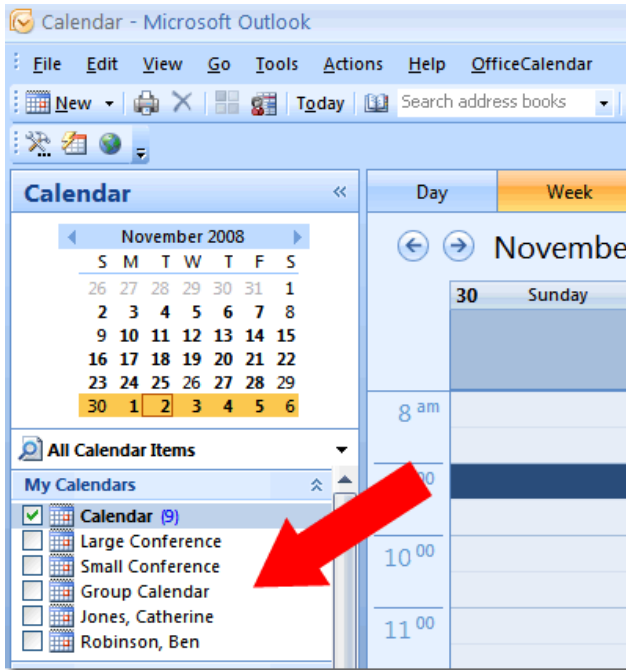 Calendar - Microsoft Outlook
File Edit View Go Tools Actions Help OfficeCalendar
New Today Search address books
Calendar «
Day Week
November 2008
Novembe
S M T W T F S
26 27 28 29 30 31 1
2 3 4 5 6 7 8
9 10 11 12 13 14 15
16 17 18 19 20 21 22
23 24 25 26 27 28 29
30 1 2 3 4 5 6
30 Sunday
8 am
All Calendar Items
My Calendars
00
Calendar (9)
Large Conference
Small Conference
Group Calendar
Jones, Catherine
Robinson, Ben
10 00
11 00